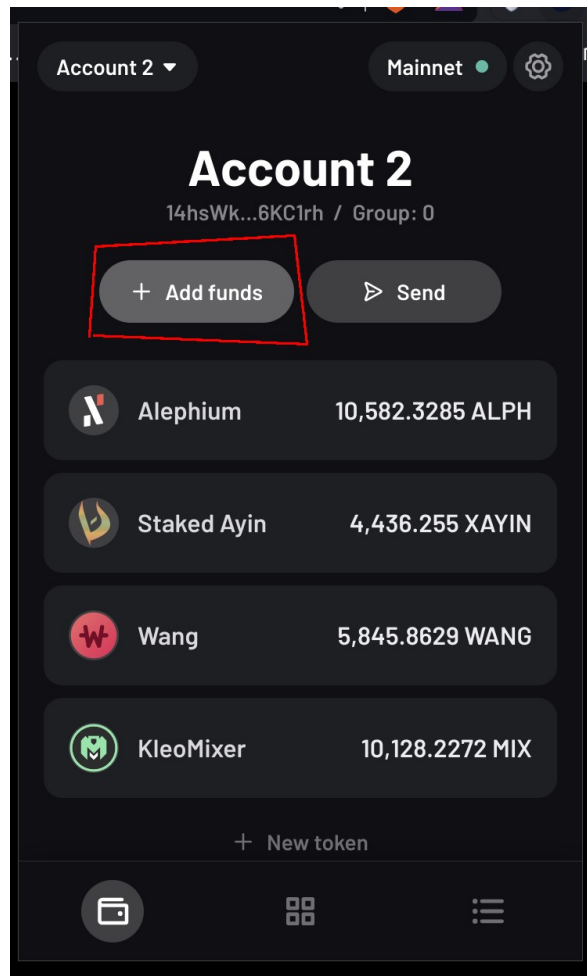 Account 2
Mainnet
Account 2
14hsWk...6KC1rh / Group: 0
+ Add funds
Send
Alephium 10,582.3285 ALPH
Staked Ayin 4,436.255 XAYIN
Wang 5,845.8629 WANG
KleoMixer 10,128.2272 MIX
+ New token